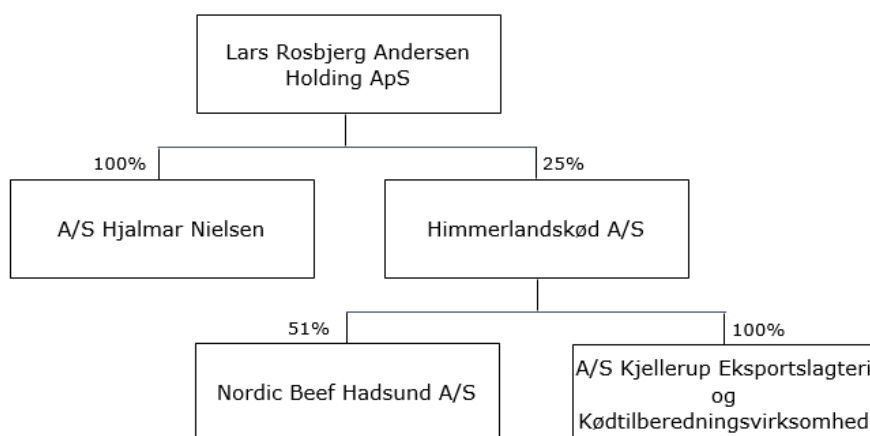 Lars Rosbjerg Andersen
Holding ApS
100%
25%
A/S Hjalmar Nielsen
Himmerlandskød A/S
51%
100%
Nordic Beef Hadsund A/S
A/S Kjellerup Eksportslagteri
og
Kødtilberedningsvirksomhed